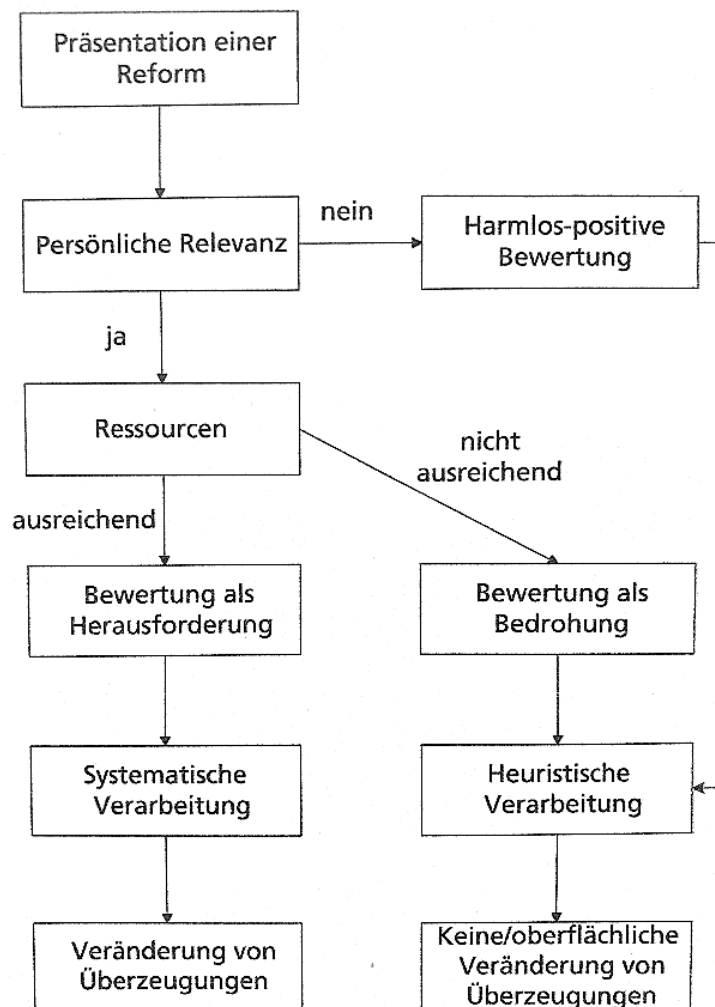 Präsentation einer
Reform
Persönliche Relevanz
nein
Harmlos-positive
Bewertung
ja
Ressourcen
nicht
ausreichend
ausreichend
Bewertung als
Herausforderung
Bewertung als
Bedrohung
Systematische
Verarbeitung
Heuristische
Verarbeitung
Veränderung von
Überzeugungen
Keine/oberflächliche
Veränderung von
Überzeugungen